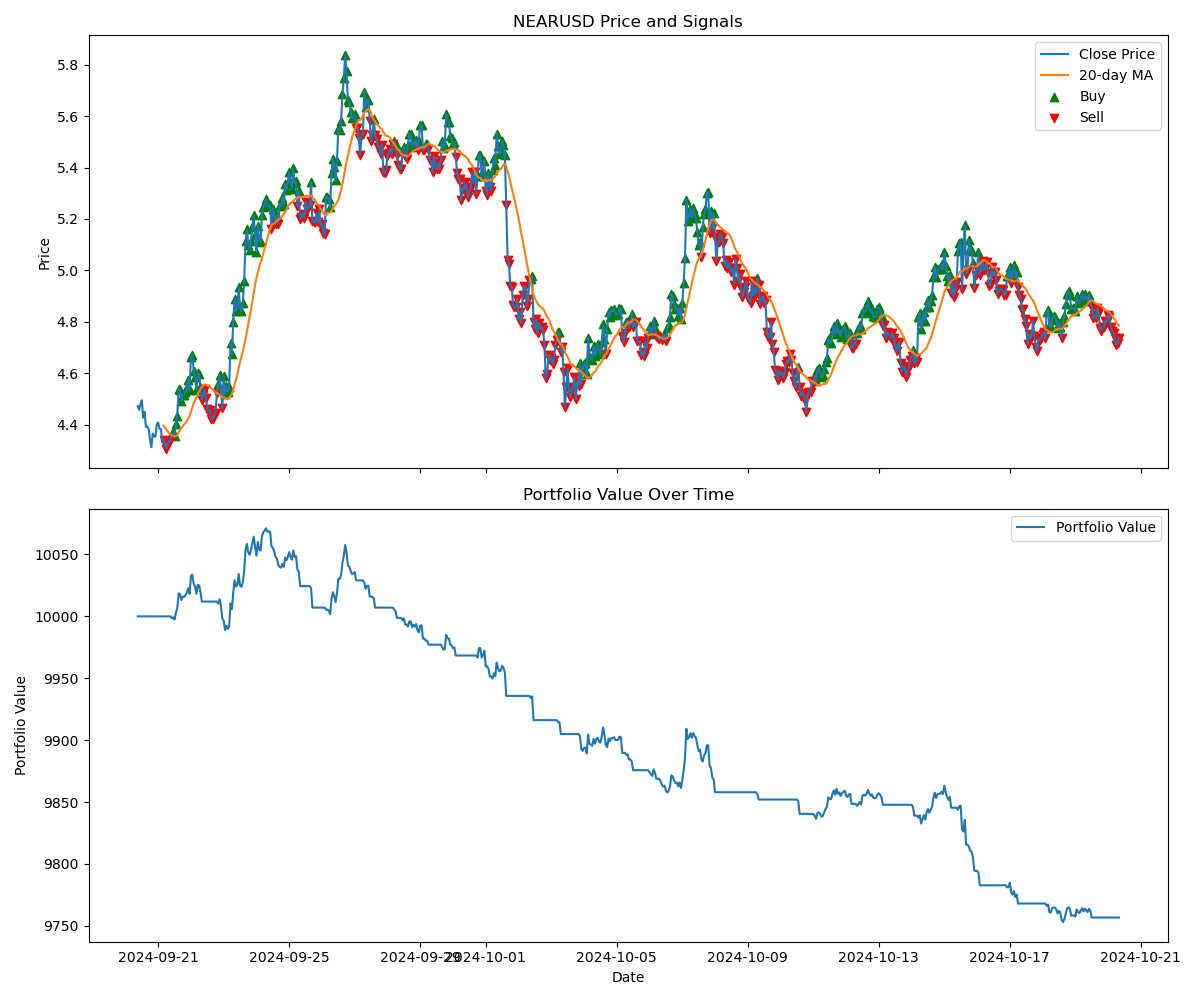 NEARUSD Price and Signals
Price
5.8
5.6
5.4
5.2
5.0
4.8
4.6
4.4
Close Price
20-day MA
Buy
Sell
Portfolio Value Over Time
Portfolio Value
10050
10000
9950
9900
9850
9800
9750
Portfolio Value
2024-09-21
2024-09-25
2024-09-29
2024-10-01
2024-10-05
2024-10-09
2024-10-13
2024-10-17
2024-10-21
Date